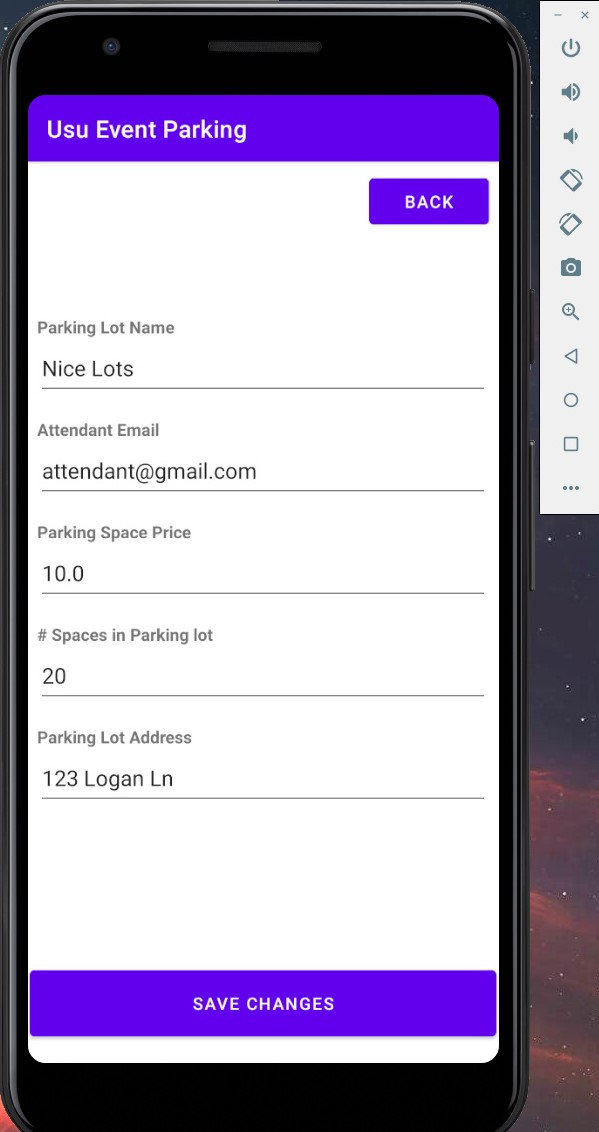 Usu Event Parking
BACK
Parking Lot Name
Nice Lots
Attendant Email
attendant@gmail.com
Parking Space Price
10.0
# Spaces in Parking lot
20
Parking Lot Address
123 Logan Ln
SAVE CHANGES